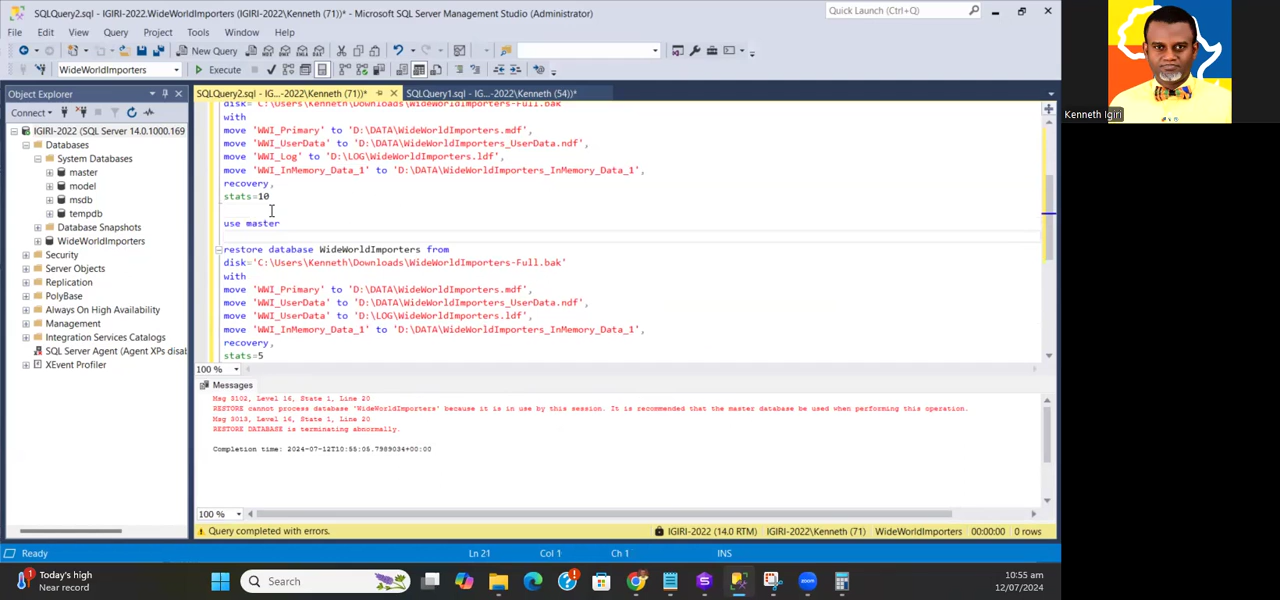 SQLQuery2.sql - IGIRI-2022.WideWorldImporters (IGIRI-2022\Kenneth (71))* - Microsoft SQL Server Management Studio (Administrator)
Quick Launch (Ctrl+Q)
File Edit View Query Project Tools Window Help
New Query
WideWorldImporters
Execute
Object Explorer
SQLQuery2.sql - IG...-2022\Kenneth (71))*
SQLQuery1.sql - IG...-2022\Kenneth (54))*
Connect
IGIRI-2022 (SQL Server 14.0.1000.169
Databases
System Databases
master
model
msdb
tempdb
Database Snapshots
WideWorldImporters
Security
Server Objects
Replication
PolyBase
Always On High Availability
Management
Integration Services Catalogs
SQL Server Agent (Agent XPs disab
XEvent Profiler
disk='C:\Users\Kenneth\Downloads\WideWorldImporters-Full.bak'
with
move 'WWI_Primary' to 'D:\DATA\WideWorldImporters.mdf',
move 'WWI_UserData' to 'D:\DATA\WideWorldImporters_UserData.ndf',
move 'WWI_Log' to 'D:\LOG\WideWorldImporters.ldf',
move 'WWI_InMemory_Data_1' to 'D:\DATA\WideWorldImporters_InMemory_Data_1',
recovery,
stats=10
use master
restore database WideWorldImporters from
disk='C:\Users\Kenneth\Downloads\WideWorldImporters-Full.bak'
with
move 'WWI_Primary' to 'D:\DATA\WideWorldImporters.mdf',
move 'WWI_UserData' to 'D:\DATA\WideWorldImporters_UserData.ndf',
move 'WWI_UserData' to 'D:\LOG\WideWorldImporters.ldf',
move 'WWI_InMemory_Data_1' to 'D:\DATA\WideWorldImporters_InMemory_Data_1',
recovery,
stats=5
100 %
Messages
Msg 3102, Level 16, State 1, Line 20
RESTORE cannot process database 'WideWorldImporters' because it is in use by this session. It is recommended that the master database be used when performing this operation.
Msg 3013, Level 16, State 1, Line 20
RESTORE DATABASE is terminating abnormally.
Completion time: 2024-07-12T10:55:05.7989034+00:00
100 %
Query completed with errors.
IGIRI-2022 (14.0 RTM) IGIRI-2022\Kenneth (71) WideWorldImporters 00:00:00 0 rows
Ready
Ln 21 Col 1 Ch 1 INS
Today's high
Near record
1
Search
10:55 am
12/07/2024
Kenneth Igiri